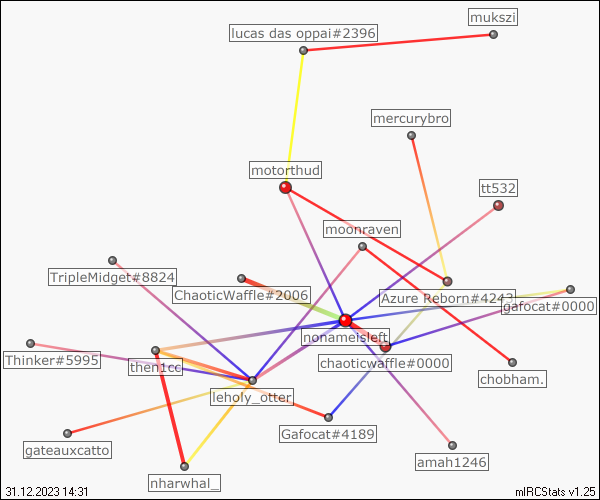 mukszi
lucas das oppai#2396
mercurybro
motorthud
tt532
moonraven
TripleMidget#8824
ChaoticWaffle#2006
Azure Reborn#4243
gafocat#0000
nonameisleft
Thinker#5995
then1cc
chaoticwaffle#0000
chobham.
leholy_otter
Gafocat#4189
gateauxcatto
amah1246
nharwhal_
31.12.2023 14:31
mIRCStats v1.25